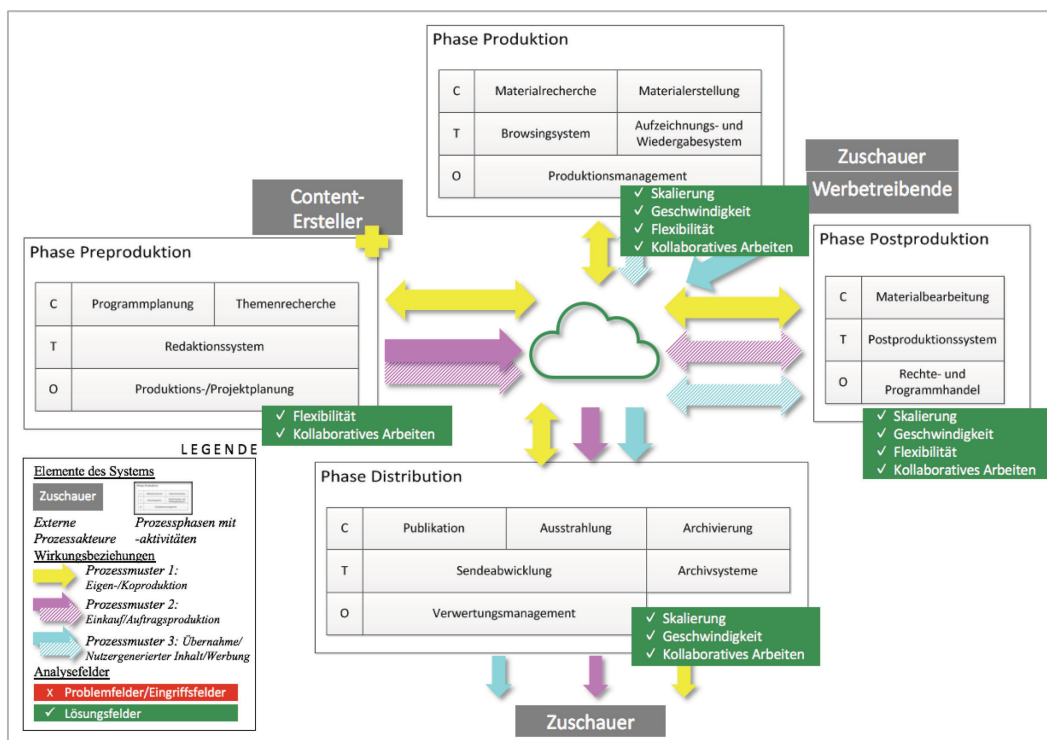 Phase Produktion
C Materialrecherche Materialerstellung
T Browsingsystem Aufzeichnungs- und
Wiedergabesystem
O Produktionsmanagement
✓ Skalierung
✓ Geschwindigkeit
✓ Flexibilität
✓ Kollaboratives Arbeiten
Zuschauer
Werbetreibende
Content-
Ersteller
Phase Preproduktion
C Programmplanung Themenrecherche
T Redaktionssystem
O Produktions-/Projektplanung
✓ Flexibilität
✓ Kollaboratives Arbeiten
Phase Postproduktion
C Materialbearbeitung
T Postproduktionssystem
O Rechte- und
Programmhandel
✓ Skalierung
✓ Geschwindigkeit
✓ Flexibilität
✓ Kollaboratives Arbeiten
Phase Distribution
C Publikation Ausstrahlung Archivierung
T Sendeabwicklung Archivsysteme
O Verwertungsmanagement
✓ Skalierung
✓ Geschwindigkeit
✓ Kollaboratives Arbeiten
Zuschauer
LEGENDE
Elemente des Systems
Zuschauer
Externe
Prozessakteure
Prozessphasen mit
-aktivitäten
Wirkungsbeziehungen
Prozessmuster 1:
Eigen-/Koproduktion
Prozessmuster 2:
Einkauf/Auftragsproduktion
Prozessmuster 3: Übernahme/
Nutzergenerierter Inhalt/Werbung
Analysefelder
x Problemfelder/Eingriffsfelder
✓ Lösungsfelder